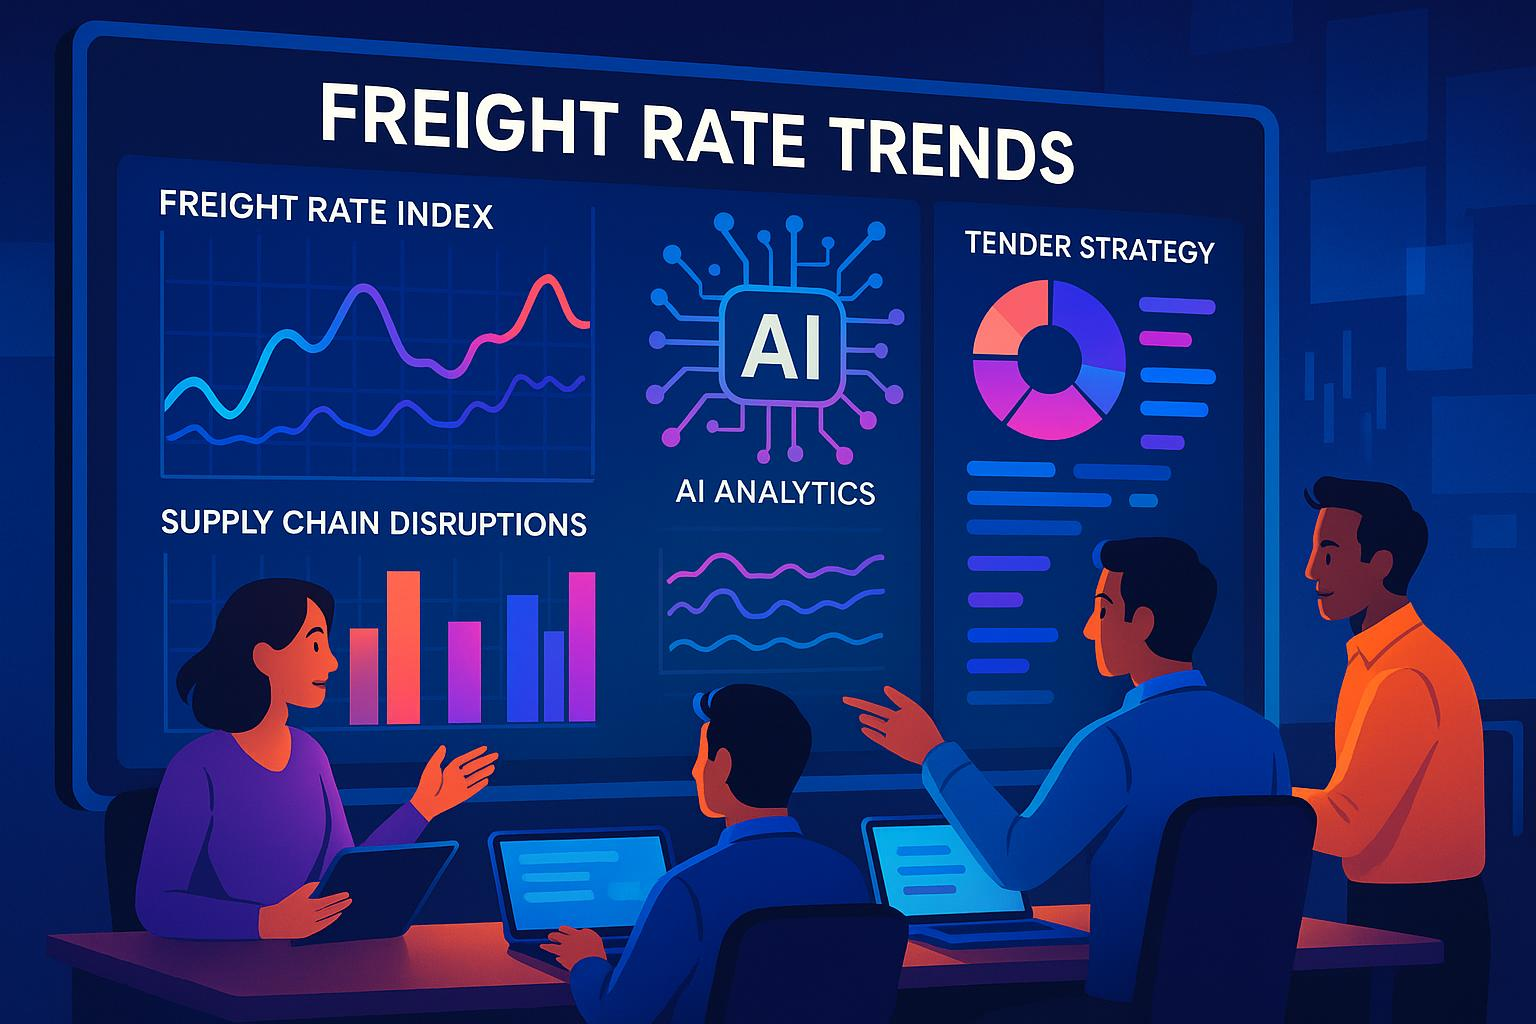 FREIGHT RATE TRENDS
FREIGHT RATE INDEX
SUPPLY CHAIN DISRUPTIONS
AI
AI ANALYTICS
TENDER STRATEGY